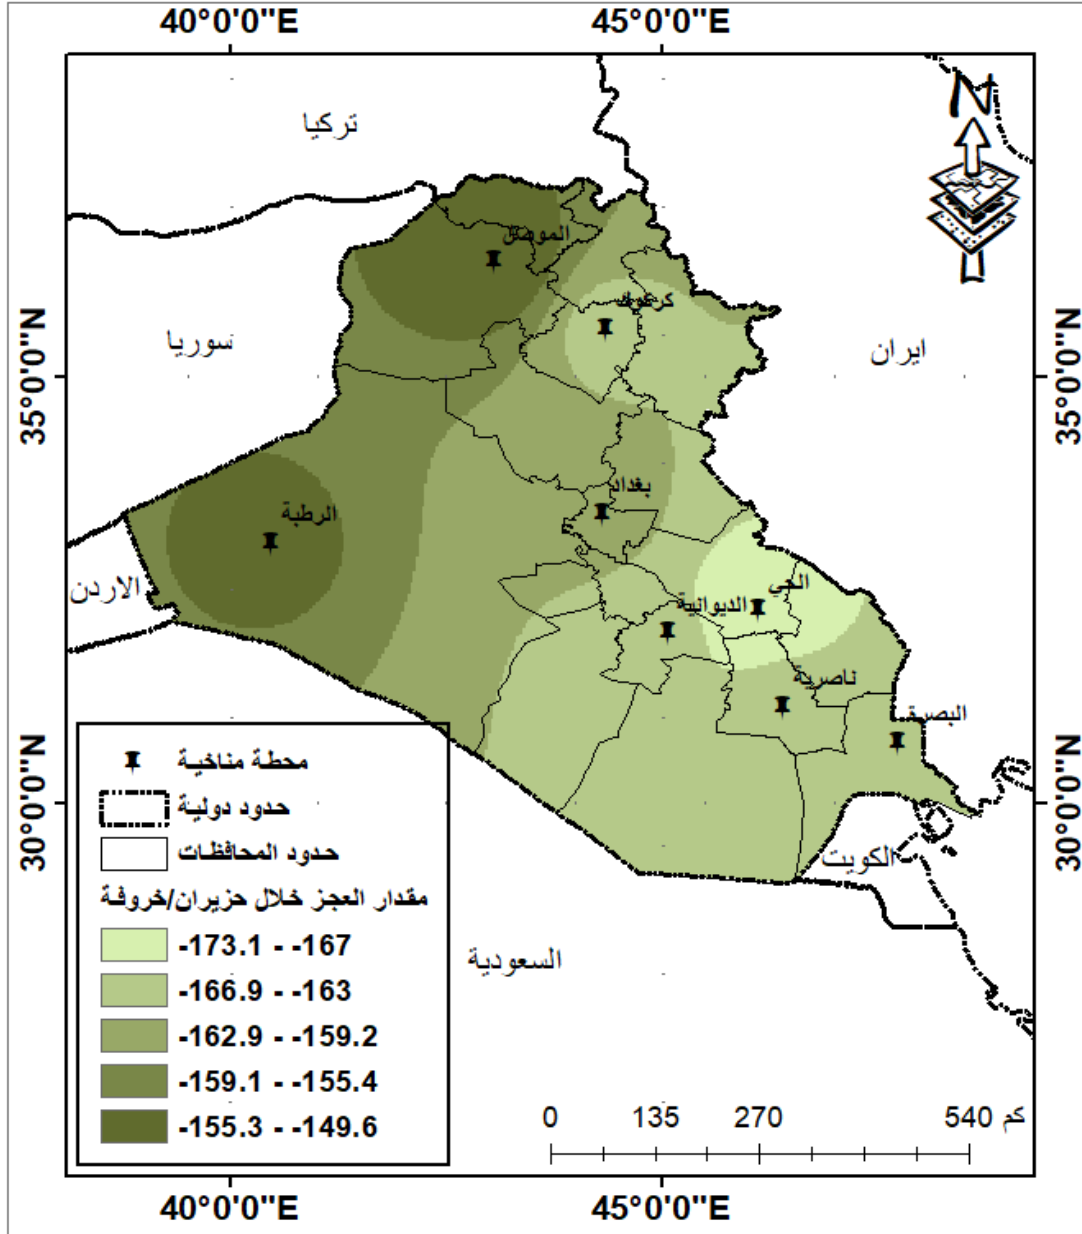 40°0'0"E
45°0'0"E
N
تركيا
الموصل
كركوك
سوريا
ايران
35°0'0"N
35°0'0"N
بغداد
الرطبة
الاردن
الحي
الديوانية
ناصرية
البصرة
30°0'0"N
30°0'0"N
الكويت
السعودية
محطة مناخية
حدود دولية
حدود المحافظات
مقدار العجز خلال حزيران/خروفة
-173.1 - -167
-166.9 - -163
-162.9 - -159.2
-159.1 - -155.4
-155.3 - -149.6
0 135 270 540 كم
40°0'0"E
45°0'0"E